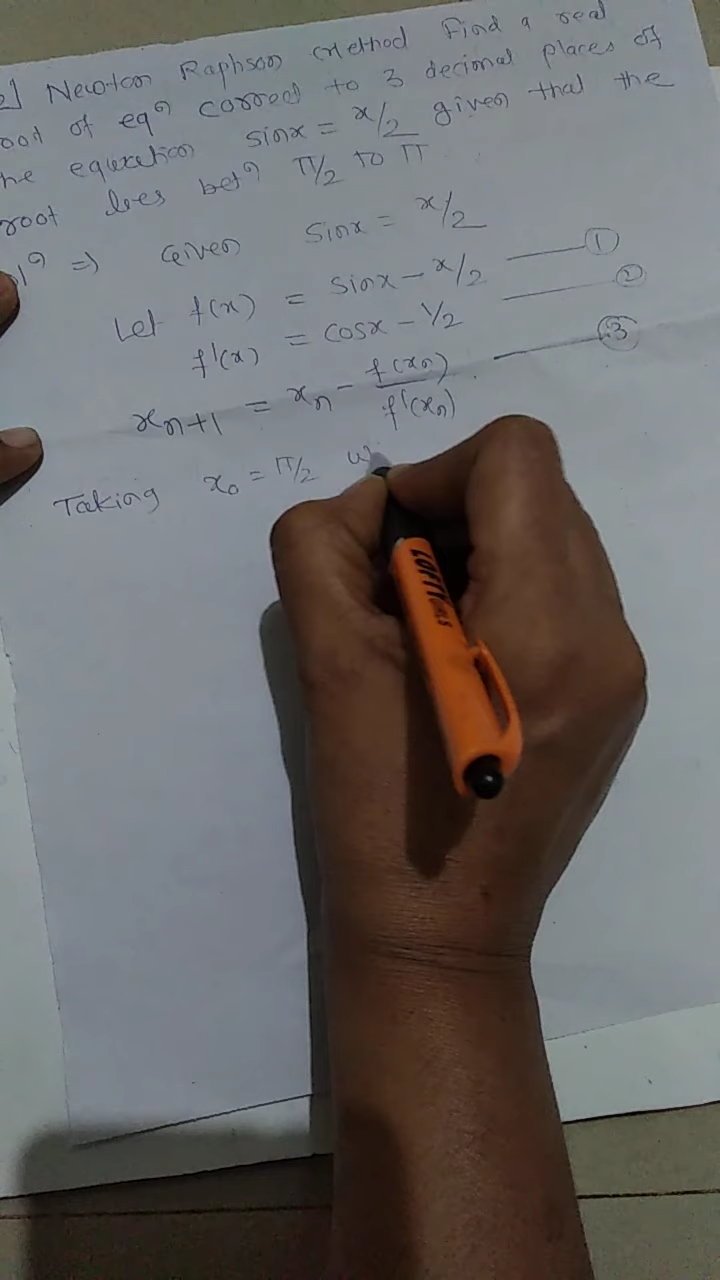 Newton Raphson method Find a real
root of eqn correct to 3 decimal places of
the equation sinx = x/2 given that the
root lies betn π/2 to π
=> Given sinx = x/2
Let f(x) = sinx - x/2 ①
f'(x) = cosx - 1/2 ②
xn+1 = xn - f(xn)/f'(xn) ③
Taking x0 = π/2
LOFTY